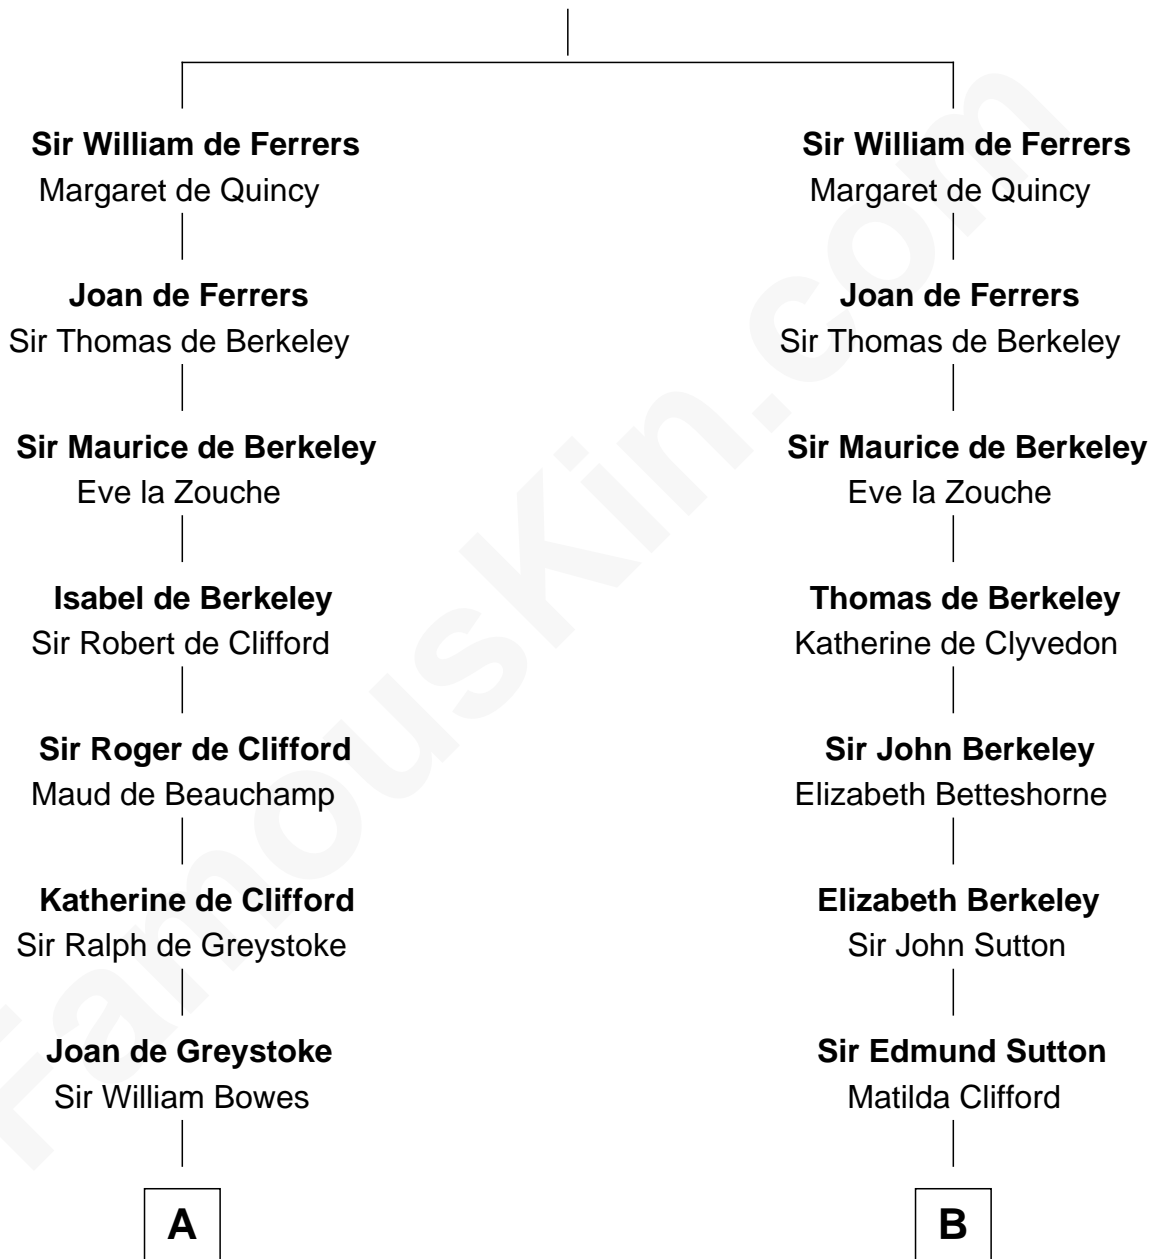 Sir William de Ferrers
Margaret de Quincy
Joan de Ferrers
Sir Thomas de Berkeley
Sir Maurice de Berkeley
Eve la Zouche
Isabel de Berkeley
Sir Robert de Clifford
Sir Roger de Clifford
Maud de Beauchamp
Katherine de Clifford
Sir Ralph de Greystoke
Joan de Greystoke
Sir William Bowes
A
Sir William de Ferrers
Margaret de Quincy
Joan de Ferrers
Sir Thomas de Berkeley
Sir Maurice de Berkeley
Eve la Zouche
Thomas de Berkeley
Katherine de Clyvedon
Sir John Berkeley
Elizabeth Betteshorne
Elizabeth Berkeley
Sir John Sutton
Sir Edmund Sutton
Matilda Clifford
B
FamousKin.com